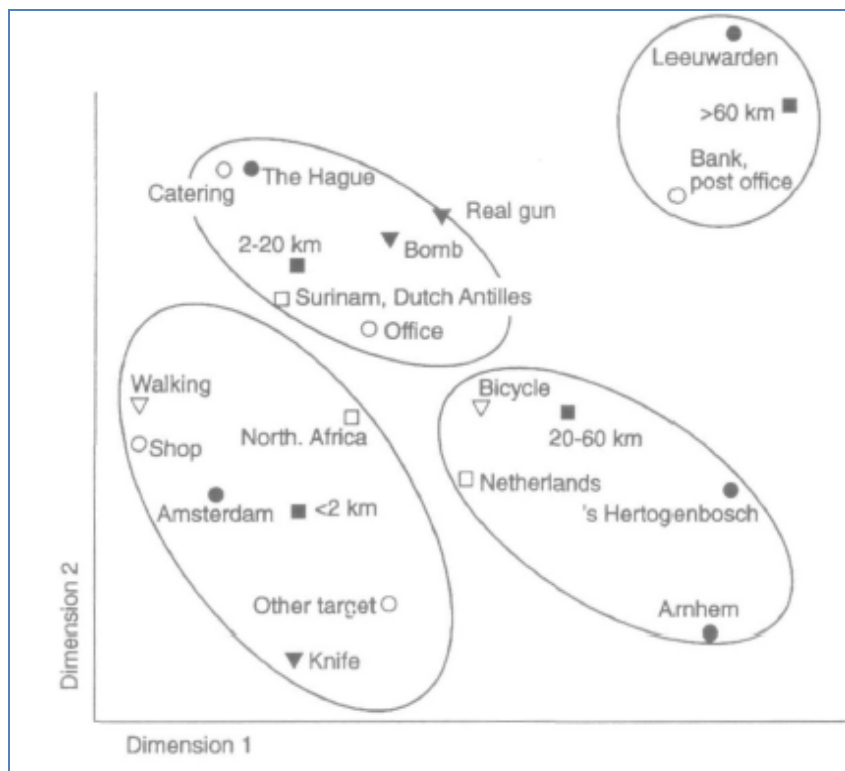 Leeuwarden
>60 km
Bank,
post office
The Hague
Catering
Real gun
Bomb
2-20 km
Surinam, Dutch Antilles
Office
Walking
Bicycle
North. Africa
20-60 km
Shop
Netherlands
Amsterdam
<2 km
's Hertogenbosch
Other target
Arnhem
Knife
Dimension 2
Dimension 1